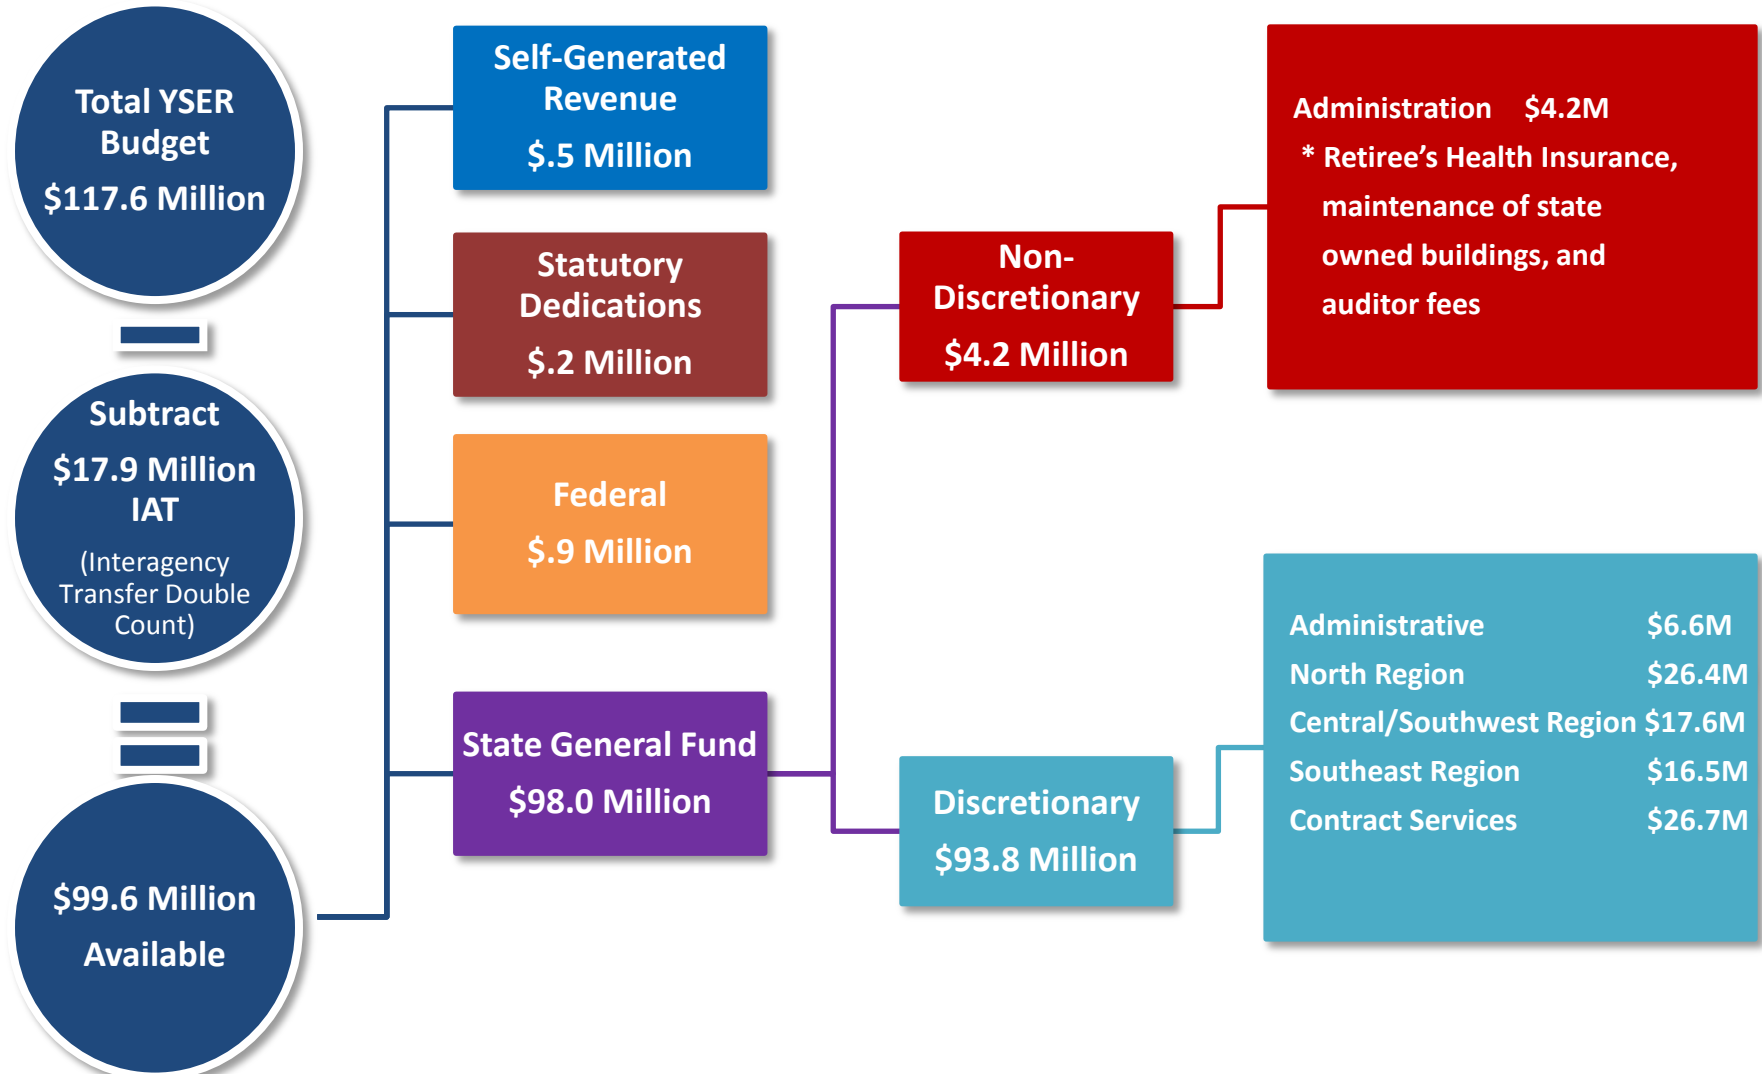 Total YSER
Budget
$117.6 Million
Subtract
$17.9 Million
IAT
(Interagency
Transfer Double
Count)
$99.6 Million
Available
Self-Generated
Revenue
$.5 Million
Statutory
Dedications
$.2 Million
Federal
$.9 Million
State General Fund
$98.0 Million
Non-
Discretionary
$4.2 Million
Discretionary
$93.8 Million
Administration $4.2M
* Retiree’s Health Insurance,
maintenance of state
owned buildings, and
auditor fees
Administrative $6.6M
North Region $26.4M
Central/Southwest Region $17.6M
Southeast Region $16.5M
Contract Services $26.7M